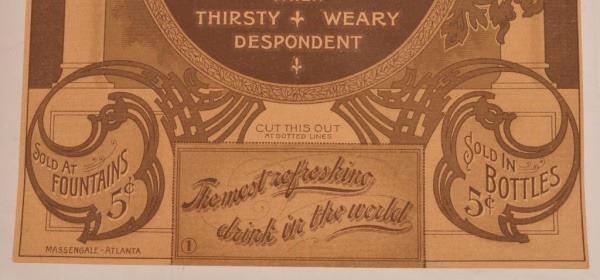 THIRSTY WEARY
DESPONDENT
CUT THIS OUT
AT DOTTED LINES
SOLD AT
FOUNTAINS
5¢
The most refreshing
drink in the world
1
SOLD IN
BOTTLES
5¢
MASSENGALE-ATLANTA